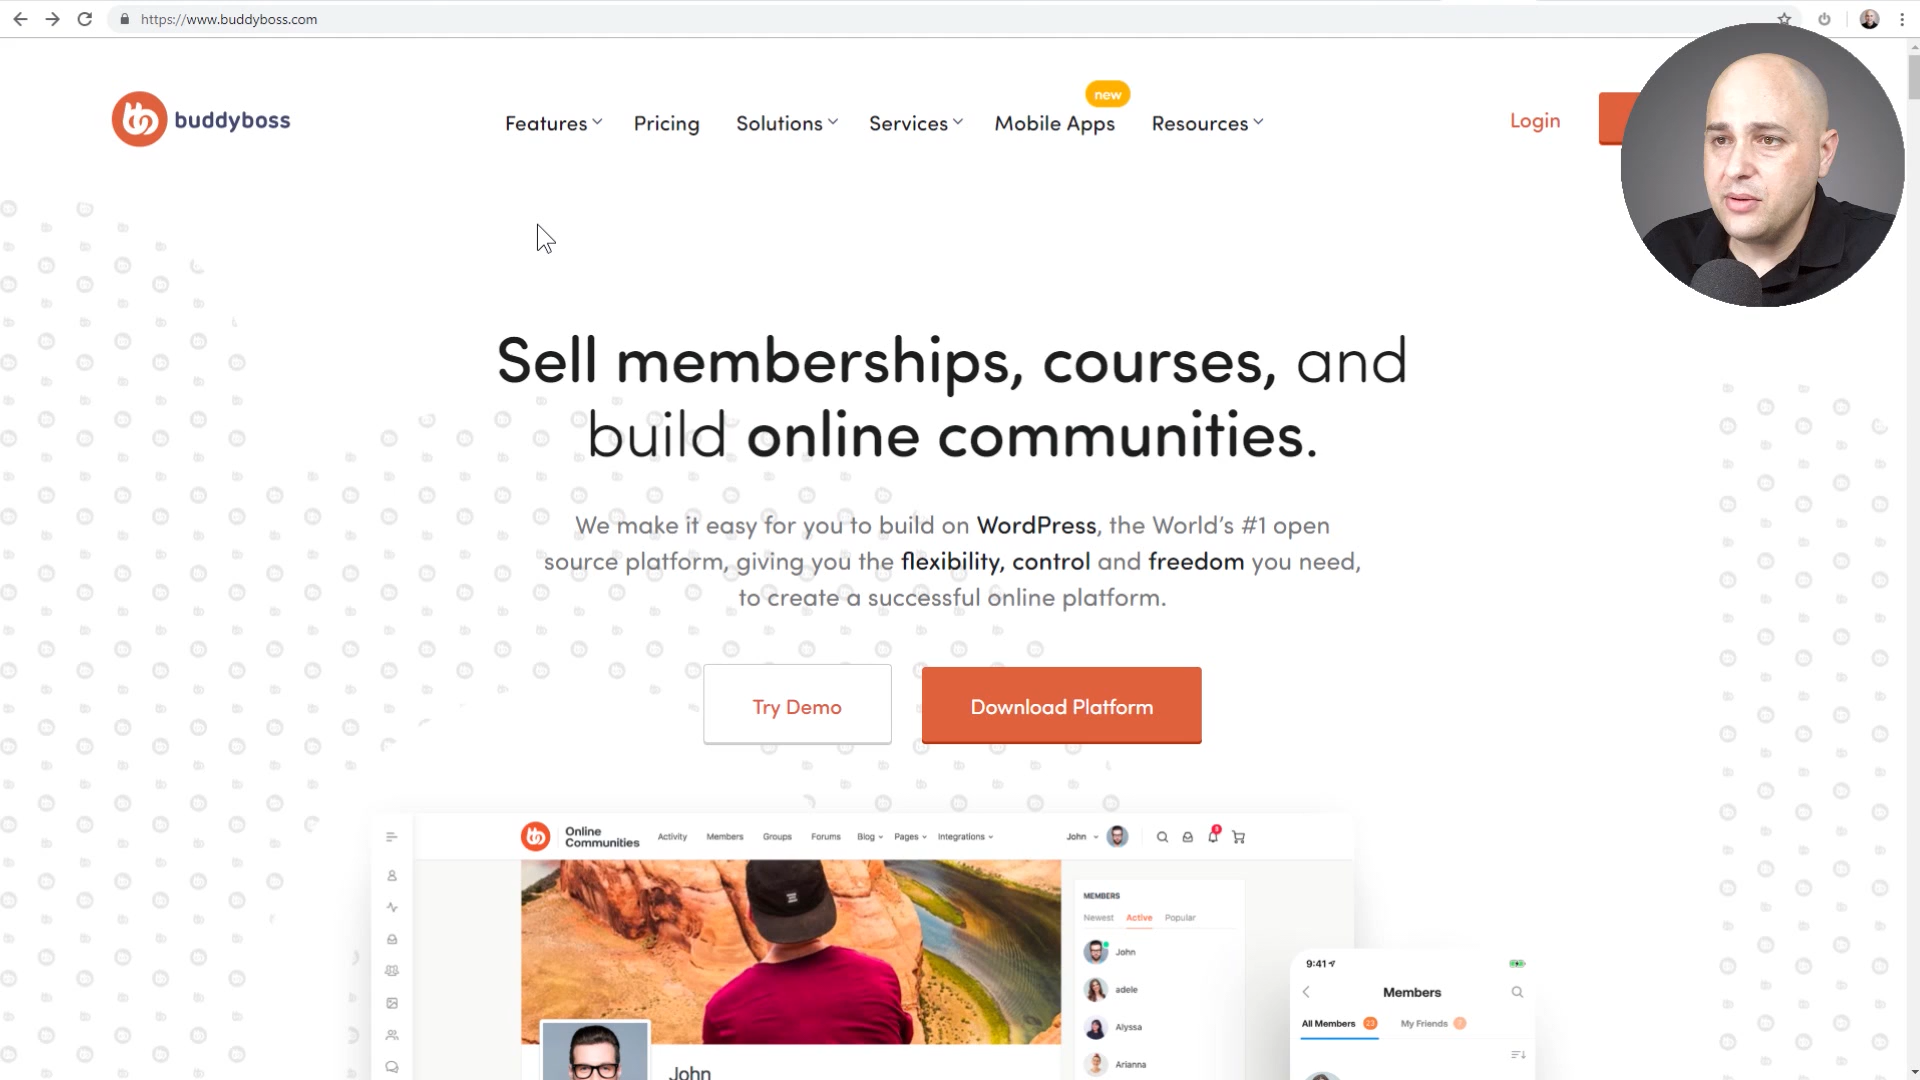 https://www.buddyboss.com
new
buddyboss
Features
Pricing
Solutions
Services
Mobile Apps
Resources
Login
Sell memberships, courses, and
build online communities.
We make it easy for you to build on WordPress, the World's #1 open
source platform, giving you the flexibility, control and freedom you need,
to create a successful online platform.
Try Demo
Download Platform
Online
Communities
Activity
Members
Groups
Forums
Blog
Pages
Integrations
John
MEMBERS
Newest
Active
Popular
John
adele
Alyssa
Arianna
John
9:41
Members
All Members 23
My Friends 7